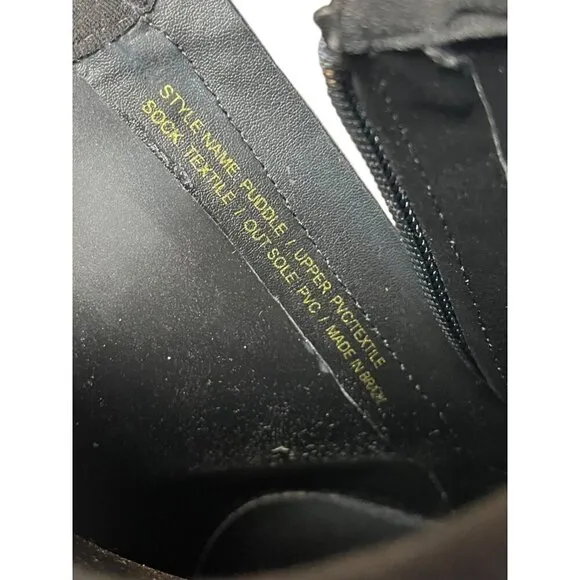 STYLE NAME PUDDLE / UPPER PVC/TEXTILE
SOCK TEXTILE / OUT SOLE PVC / MADE IN BRAZIL